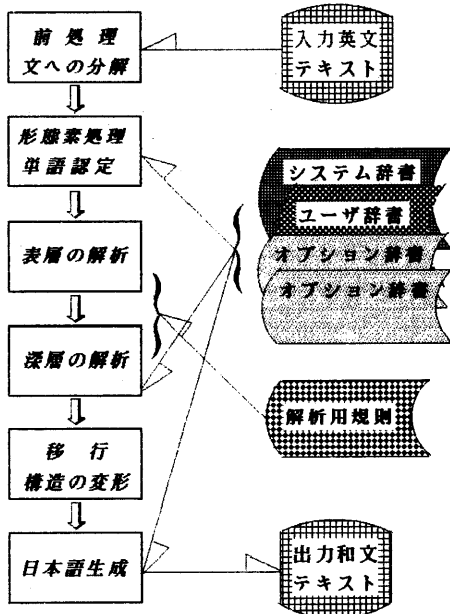 前処理
文への分解
形態素処理
単語認定
表層の解析
深層の解析
移行
構造の変形
日本語生成
入力英文
テキスト
システム辞書
ユーザ辞書
オプション辞書
オプション辞書
解析用規則
出力和文
テキスト